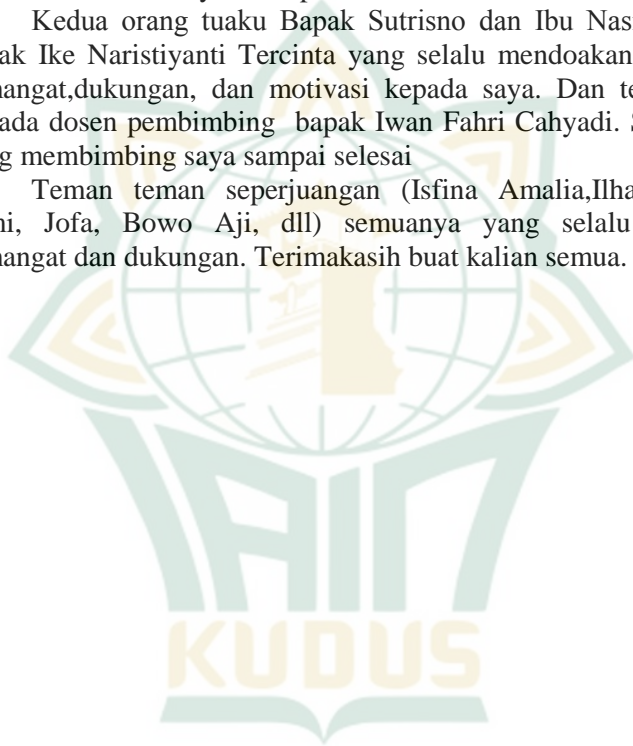 Kedua orang tuaku Bapak Sutrisno dan Ibu Nas
ak Ike Naristiyanti Tercinta yang selalu mendoakan
angat,dukungan, dan motivasi kepada saya. Dan te
ada dosen pembimbing bapak Iwan Fahri Cahyadi. S
g membimbing saya sampai selesai
Teman teman seperjuangan (Isfina Amalia,Ilha
ni, Jofa, Bowo Aji, dll) semuanya yang selalu
angat dan dukungan. Terimakasih buat kalian semua.
IAIN
KUDUS